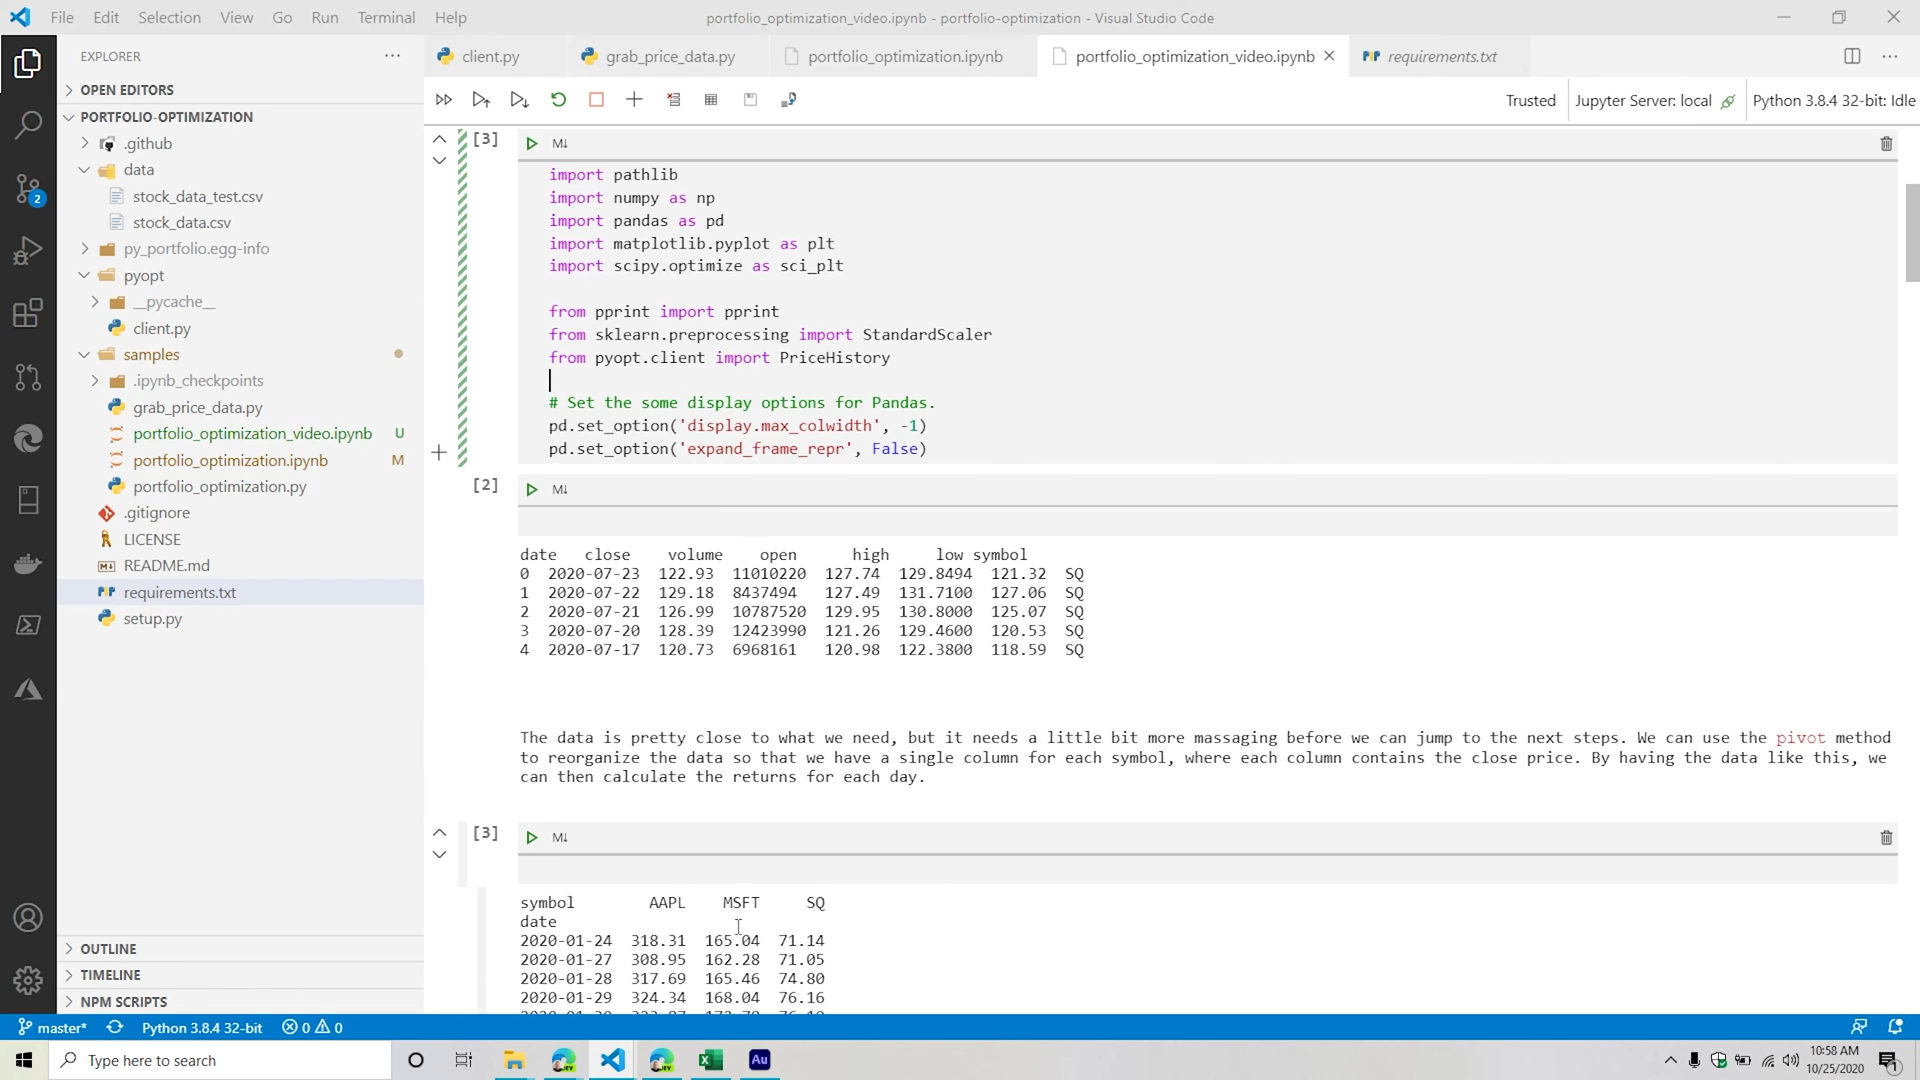 File Edit Selection View Go Run Terminal Help
portfolio_optimization_video.ipynb - portfolio-optimization - Visual Studio Code
EXPLORER
OPEN EDITORS
PORTFOLIO-OPTIMIZATION
.github
data
stock_data_test.csv
stock_data.csv
py_portfolio.egg-info
pyopt
__pycache__
client.py
samples
.ipynb_checkpoints
grab_price_data.py
portfolio_optimization_video.ipynb U
portfolio_optimization.ipynb M
portfolio_optimization.py
.gitignore
LICENSE
README.md
requirements.txt
setup.py
OUTLINE
TIMELINE
NPM SCRIPTS
2
client.py
grab_price_data.py
portfolio_optimization.ipynb
portfolio_optimization_video.ipynb
requirements.txt
Trusted
Jupyter Server: local
Python 3.8.4 32-bit: Idle
[3] M↓
import pathlib
import numpy as np
import pandas as pd
import matplotlib.pyplot as plt
import scipy.optimize as sci_plt
from pprint import pprint
from sklearn.preprocessing import StandardScaler
from pyopt.client import PriceHistory
# Set the some display options for Pandas.
pd.set_option('display.max_colwidth', -1)
pd.set_option('expand_frame_repr', False)
[2] M↓
date close volume open high low symbol
0 2020-07-23 122.93 11010220 127.74 129.8494 121.32 SQ
1 2020-07-22 129.18 8437494 127.49 131.7100 127.06 SQ
2 2020-07-21 126.99 10787520 129.95 130.8000 125.07 SQ
3 2020-07-20 128.39 12423990 121.26 129.4600 120.53 SQ
4 2020-07-17 120.73 6968161 120.98 122.3800 118.59 SQ
The data is pretty close to what we need, but it needs a little bit more massaging before we can jump to the next steps. We can use the pivot method
to reorganize the data so that we have a single column for each symbol, where each column contains the close price. By having the data like this, we
can then calculate the returns for each day.
[3] M↓
symbol AAPL MSFT SQ
date
2020-01-24 318.31 165.04 71.14
2020-01-27 308.95 162.28 71.05
2020-01-28 317.69 165.46 74.80
2020-01-29 324.34 168.04 76.16
master* Python 3.8.4 32-bit 0 0
Type here to search
Au
10:58 AM
10/25/2020
1